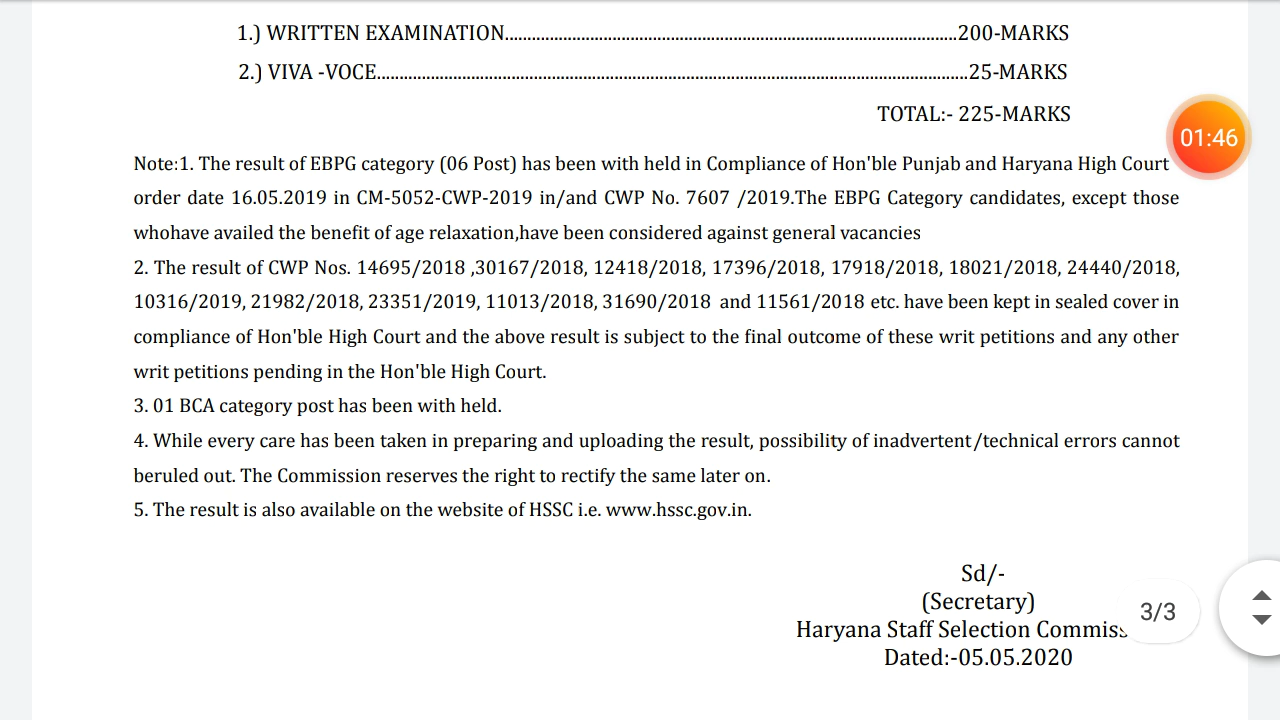 1.) WRITTEN EXAMINATION....................................................................................................200-MARKS
2.) VIVA -VOCE...................................................................................................................................25-MARKS
TOTAL:- 225-MARKS
01:46
Note:1. The result of EBPG category (06 Post) has been with held in Compliance of Hon'ble Punjab and Haryana High Court
order date 16.05.2019 in CM-5052-CWP-2019 in/and CWP No. 7607 /2019.The EBPG Category candidates, except those
whohave availed the benefit of age relaxation,have been considered against general vacancies
2. The result of CWP Nos. 14695/2018 ,30167/2018, 12418/2018, 17396/2018, 17918/2018, 18021/2018, 24440/2018,
10316/2019, 21982/2018, 23351/2019, 11013/2018, 31690/2018 and 11561/2018 etc. have been kept in sealed cover in
compliance of Hon'ble High Court and the above result is subject to the final outcome of these writ petitions and any other
writ petitions pending in the Hon'ble High Court.
3. 01 BCA category post has been with held.
4. While every care has been taken in preparing and uploading the result, possibility of inadvertent/technical errors cannot
beruled out. The Commission reserves the right to rectify the same later on.
5. The result is also available on the website of HSSC i.e. www.hssc.gov.in.
Sd/-
(Secretary)
Haryana Staff Selection Commiss
3/3
Dated:-05.05.2020